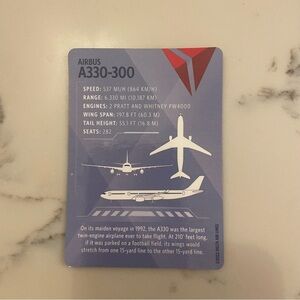 AIRBUS
A330-300
SPEED: 537 MI/H (864 KM/H)
RANGE: 6,330 MI (10,187 KM)
ENGINES: 2 PRATT AND WHITNEY PW4000
WING SPAN: 197.8 FT (60.3 M)
TAIL HEIGHT: 55.1 FT (16.8 M)
SEATS: 282
On its maiden voyage in 1992, the A330 was the largest
twin-engine airplane ever to take flight. At 210' feet long,
if it was parked on a football field, its wings would
stretch from one 15-yard line to the other 15-yard line.